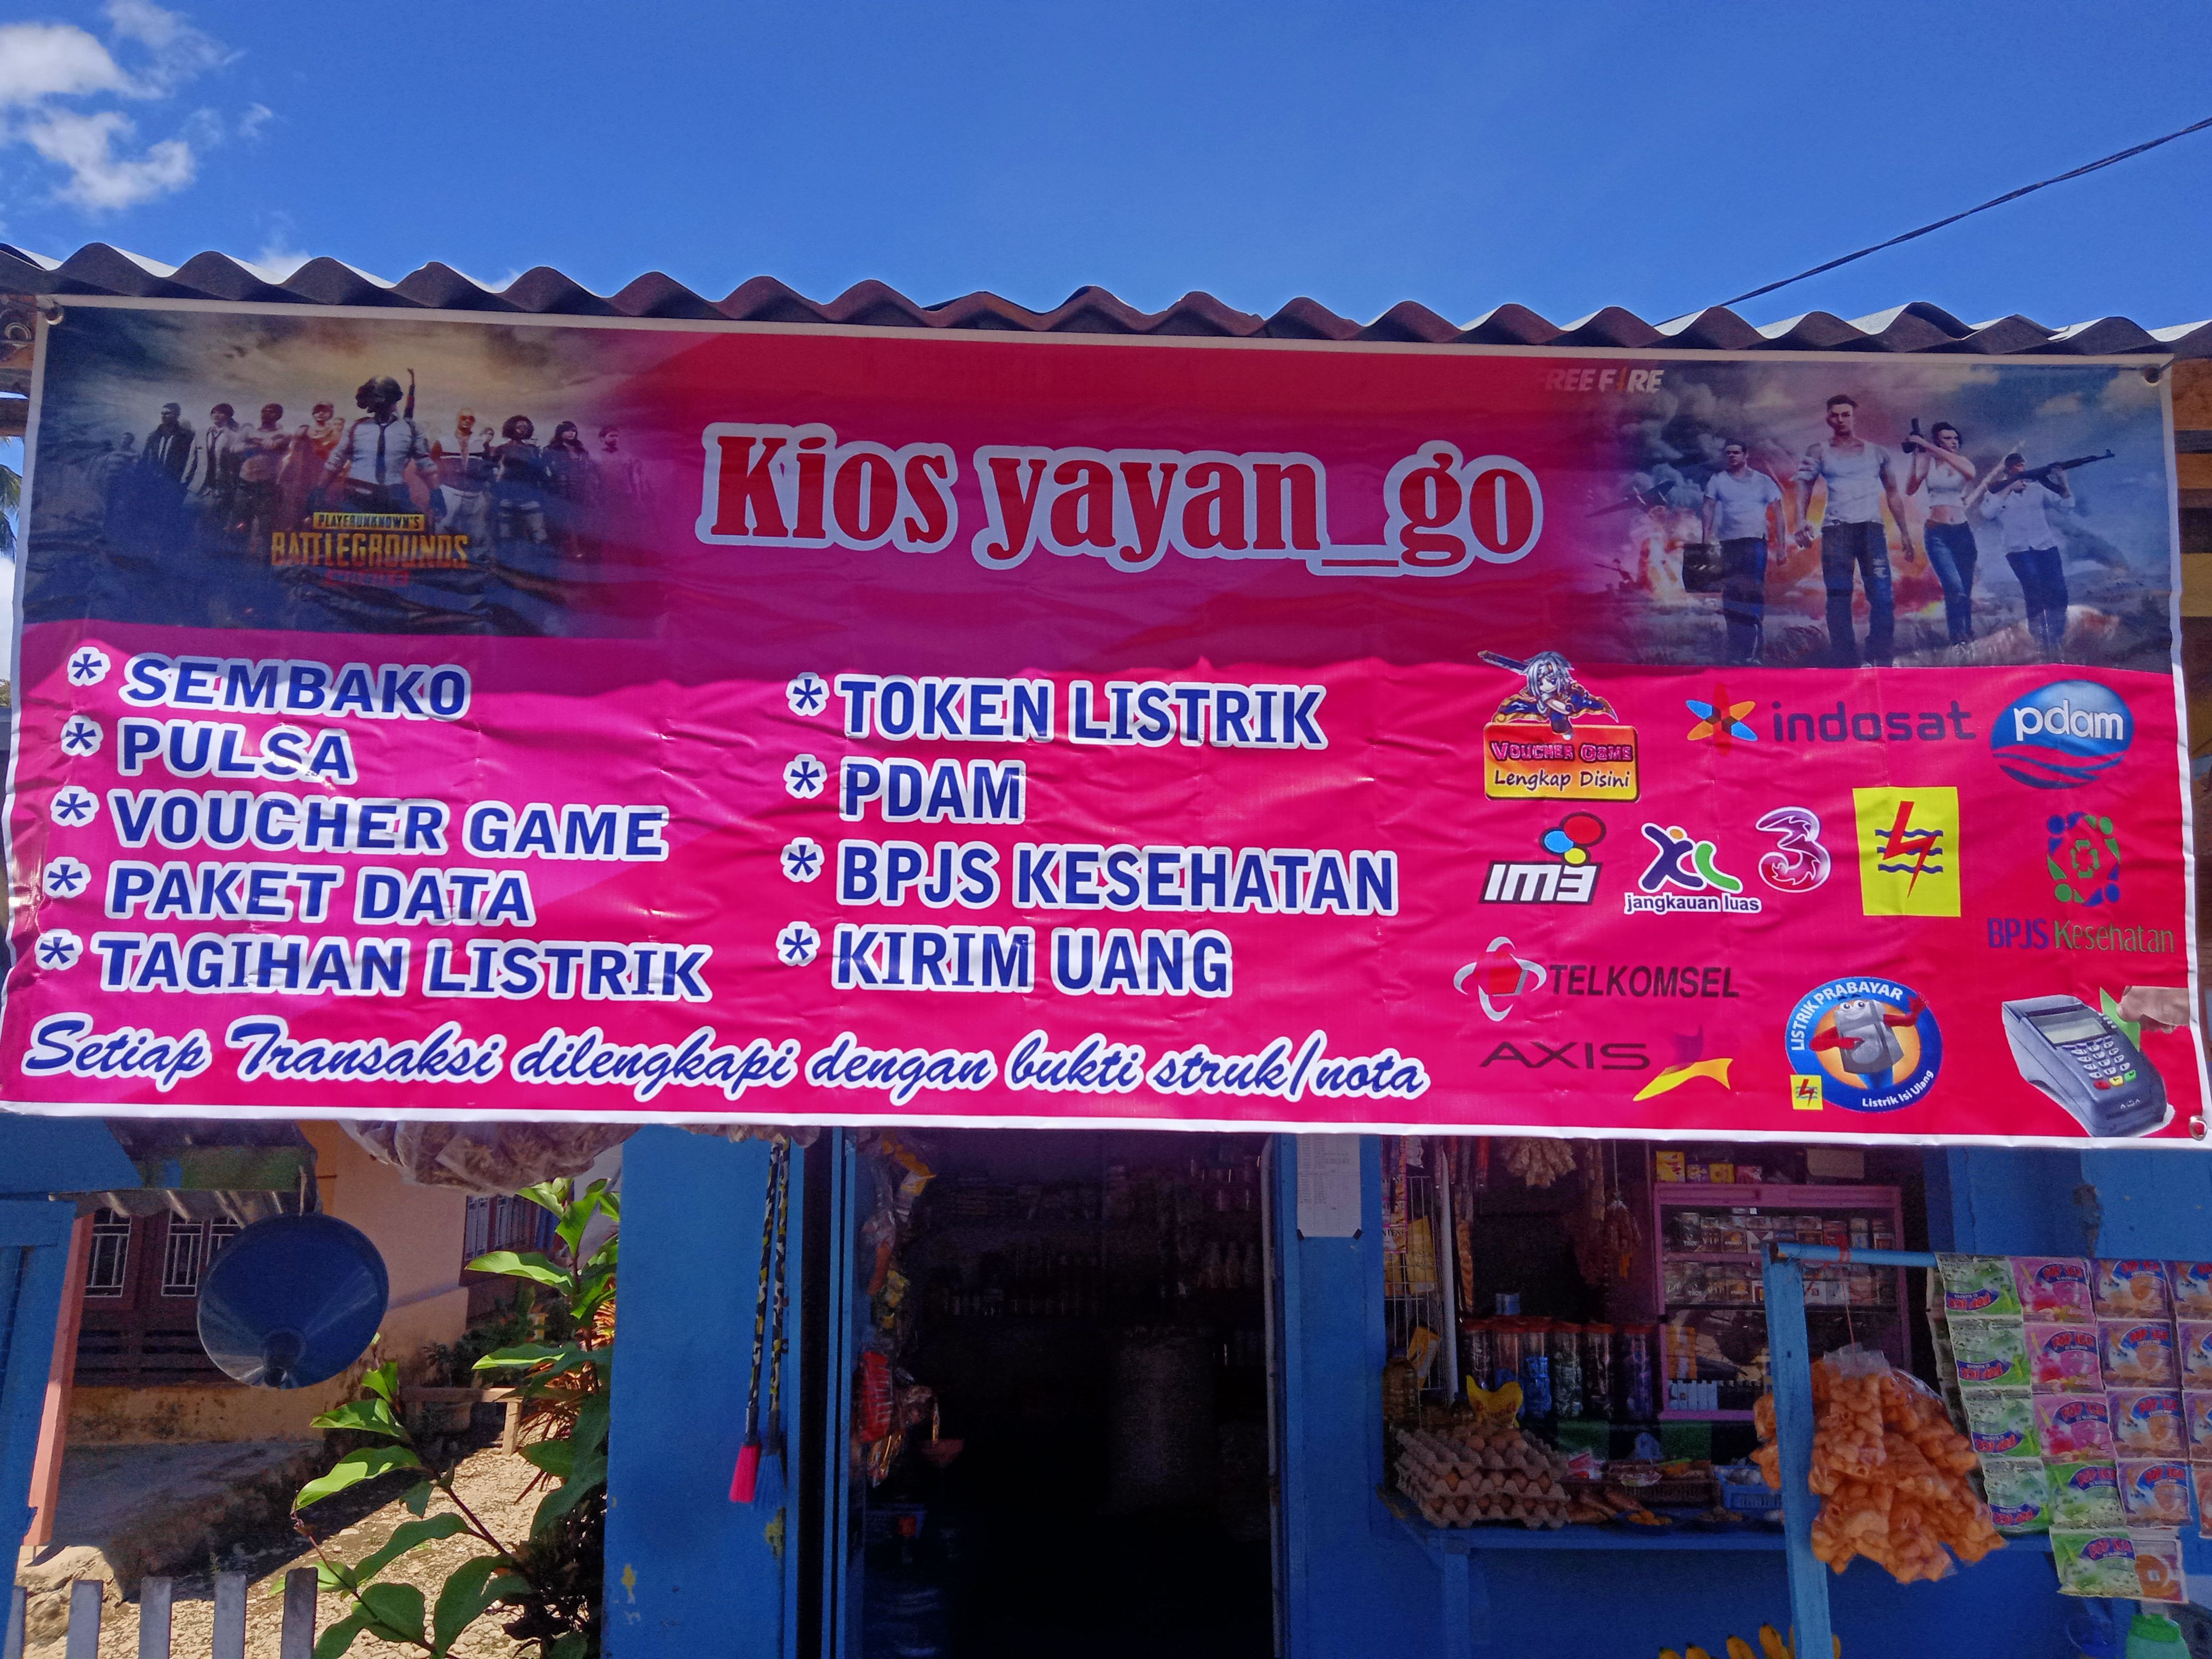 FREE FIRE
PLAYERUNKNOWN'S
BATTLEGROUNDS
Kios yayan_go
* SEMBAKO
* PULSA
* VOUCHER GAME
* PAKET DATA
* TAGIHAN LISTRIK
* TOKEN LISTRIK
* PDAM
* BPJS KESEHATAN
* KIRIM UANG
Setiap Transaksi dilengkapi dengan bukti struk/nota
VOUCHER GAME
Lengkap Disini
indosat
pdam
IM3
XL
jangkauan luas
3
BPJS Kesehatan
TELKOMSEL
AXIS
LISTRIK PRABAYAR
Listrik Isi Ulang
POP ICE